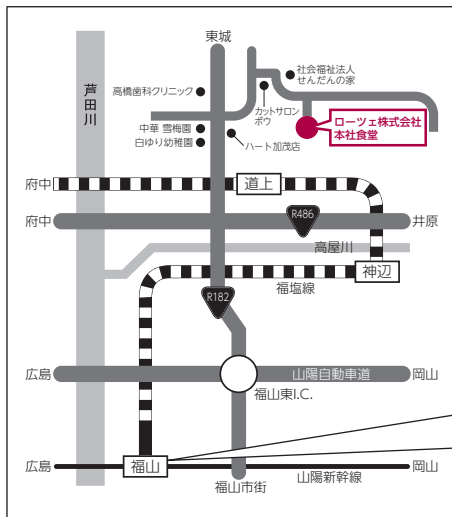 東城
社会福祉法人
せんだんの家
高橋歯科クリニック
芦田川
カットサロン
ボウ
ローツェ株式会社
本社食堂
中華 雪梅園
白ゆり幼稚園
ハート加茂店
府中
道上
府中
R486
井原
高屋川
神辺
福塩線
R182
広島
山陽自動車道
岡山
福山東I.C.
広島
福山
岡山
山陽新幹線
福山市街